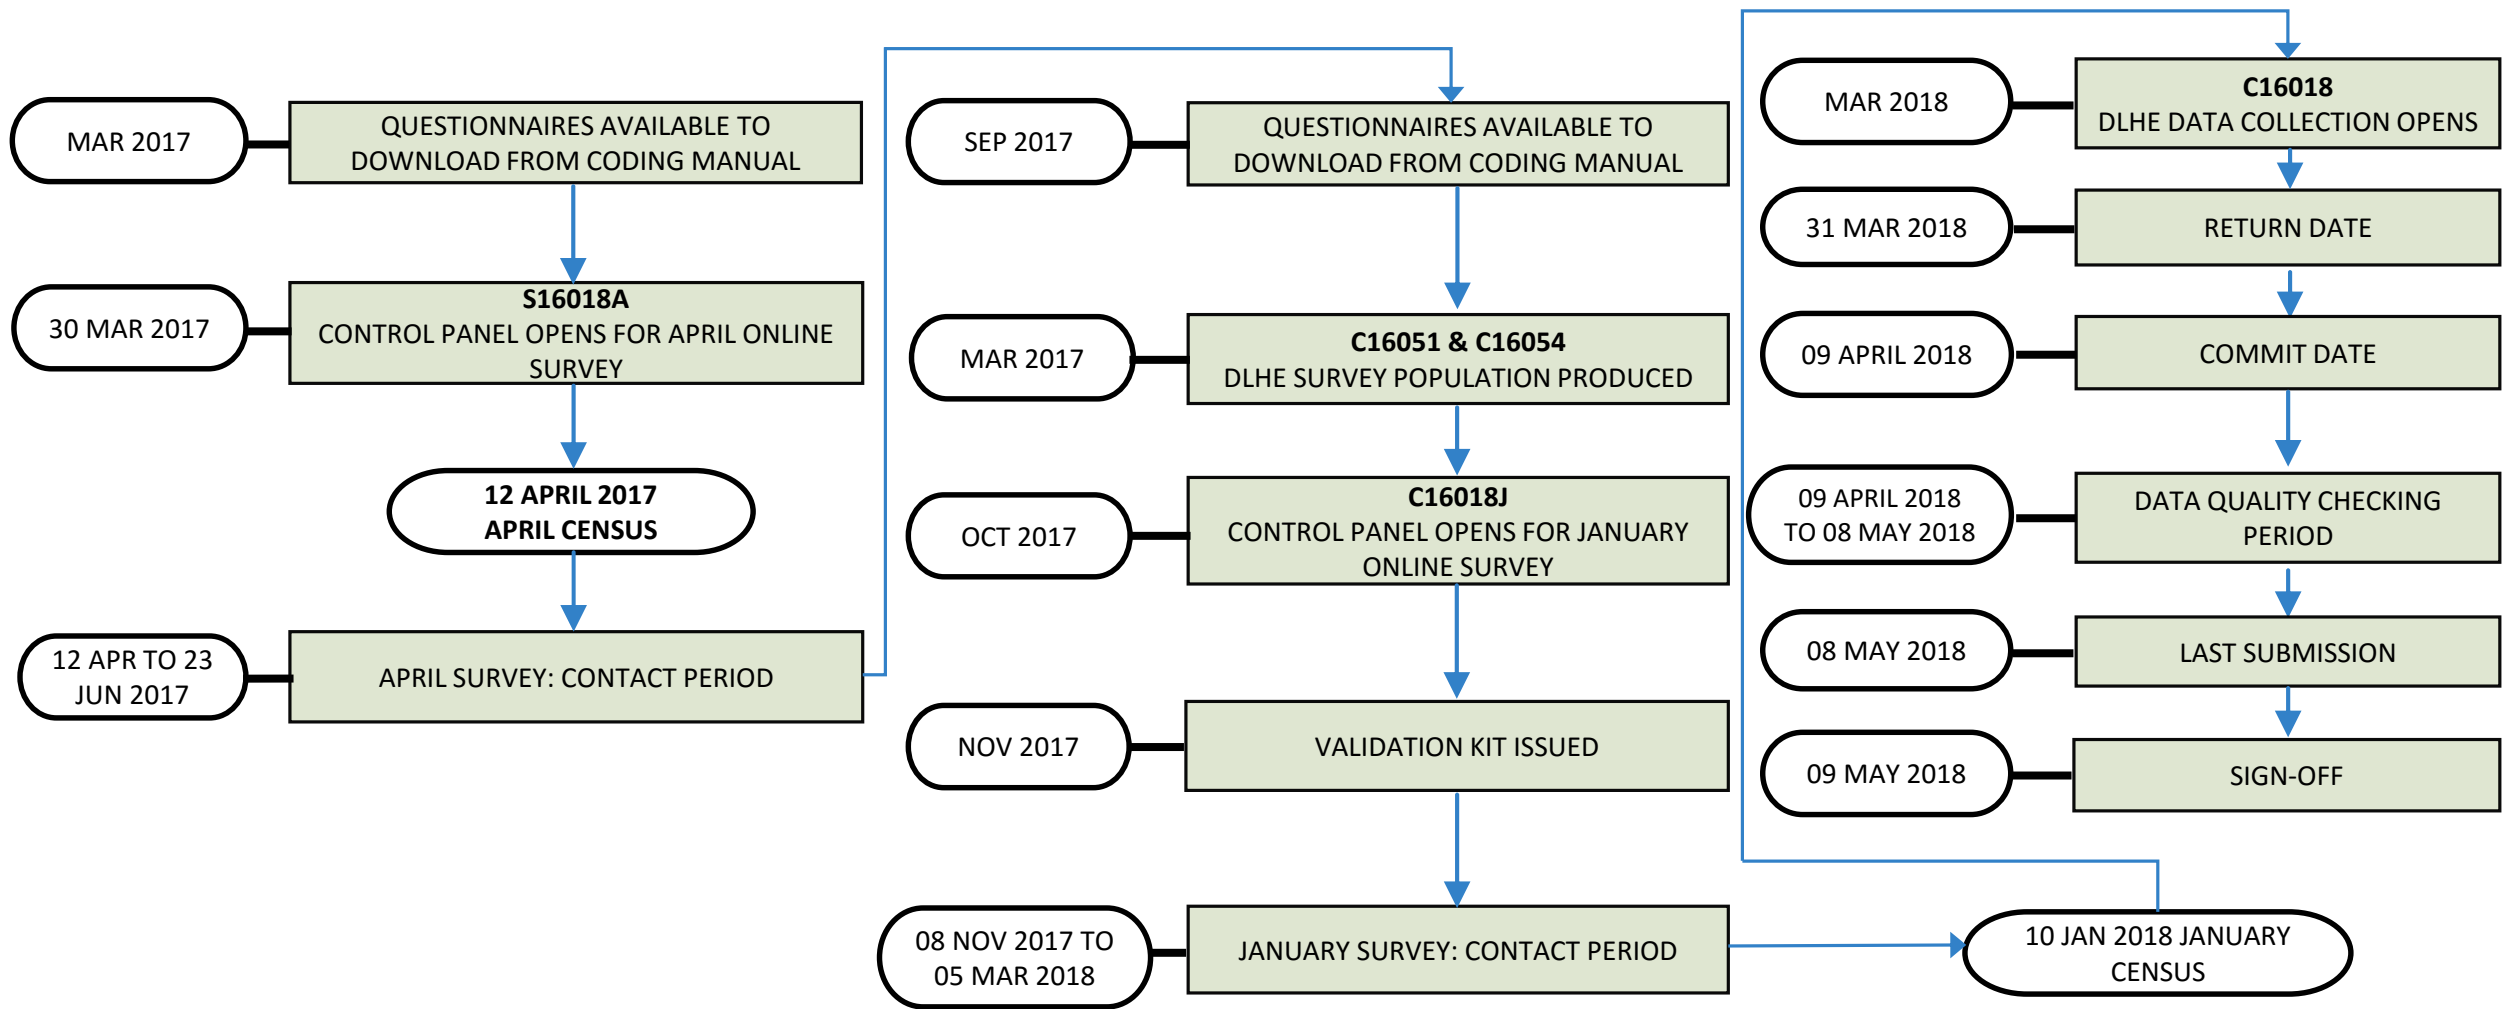 MAR 2017
QUESTIONNAIRES AVAILABLE TO
DOWNLOAD FROM CODING MANUAL
30 MAR 2017
S16018A
CONTROL PANEL OPENS FOR APRIL ONLINE
SURVEY
12 APRIL 2017
APRIL CENSUS
12 APR TO 23
JUN 2017
APRIL SURVEY: CONTACT PERIOD
SEP 2017
QUESTIONNAIRES AVAILABLE TO
DOWNLOAD FROM CODING MANUAL
MAR 2017
C16051 & C16054
DLHE SURVEY POPULATION PRODUCED
OCT 2017
C16018J
CONTROL PANEL OPENS FOR JANUARY
ONLINE SURVEY
NOV 2017
VALIDATION KIT ISSUED
08 NOV 2017 TO
05 MAR 2018
JANUARY SURVEY: CONTACT PERIOD
10 JAN 2018 JANUARY
CENSUS
MAR 2018
C16018
DLHE DATA COLLECTION OPENS
31 MAR 2018
RETURN DATE
09 APRIL 2018
COMMIT DATE
09 APRIL 2018
TO 08 MAY 2018
DATA QUALITY CHECKING
PERIOD
08 MAY 2018
LAST SUBMISSION
09 MAY 2018
SIGN-OFF